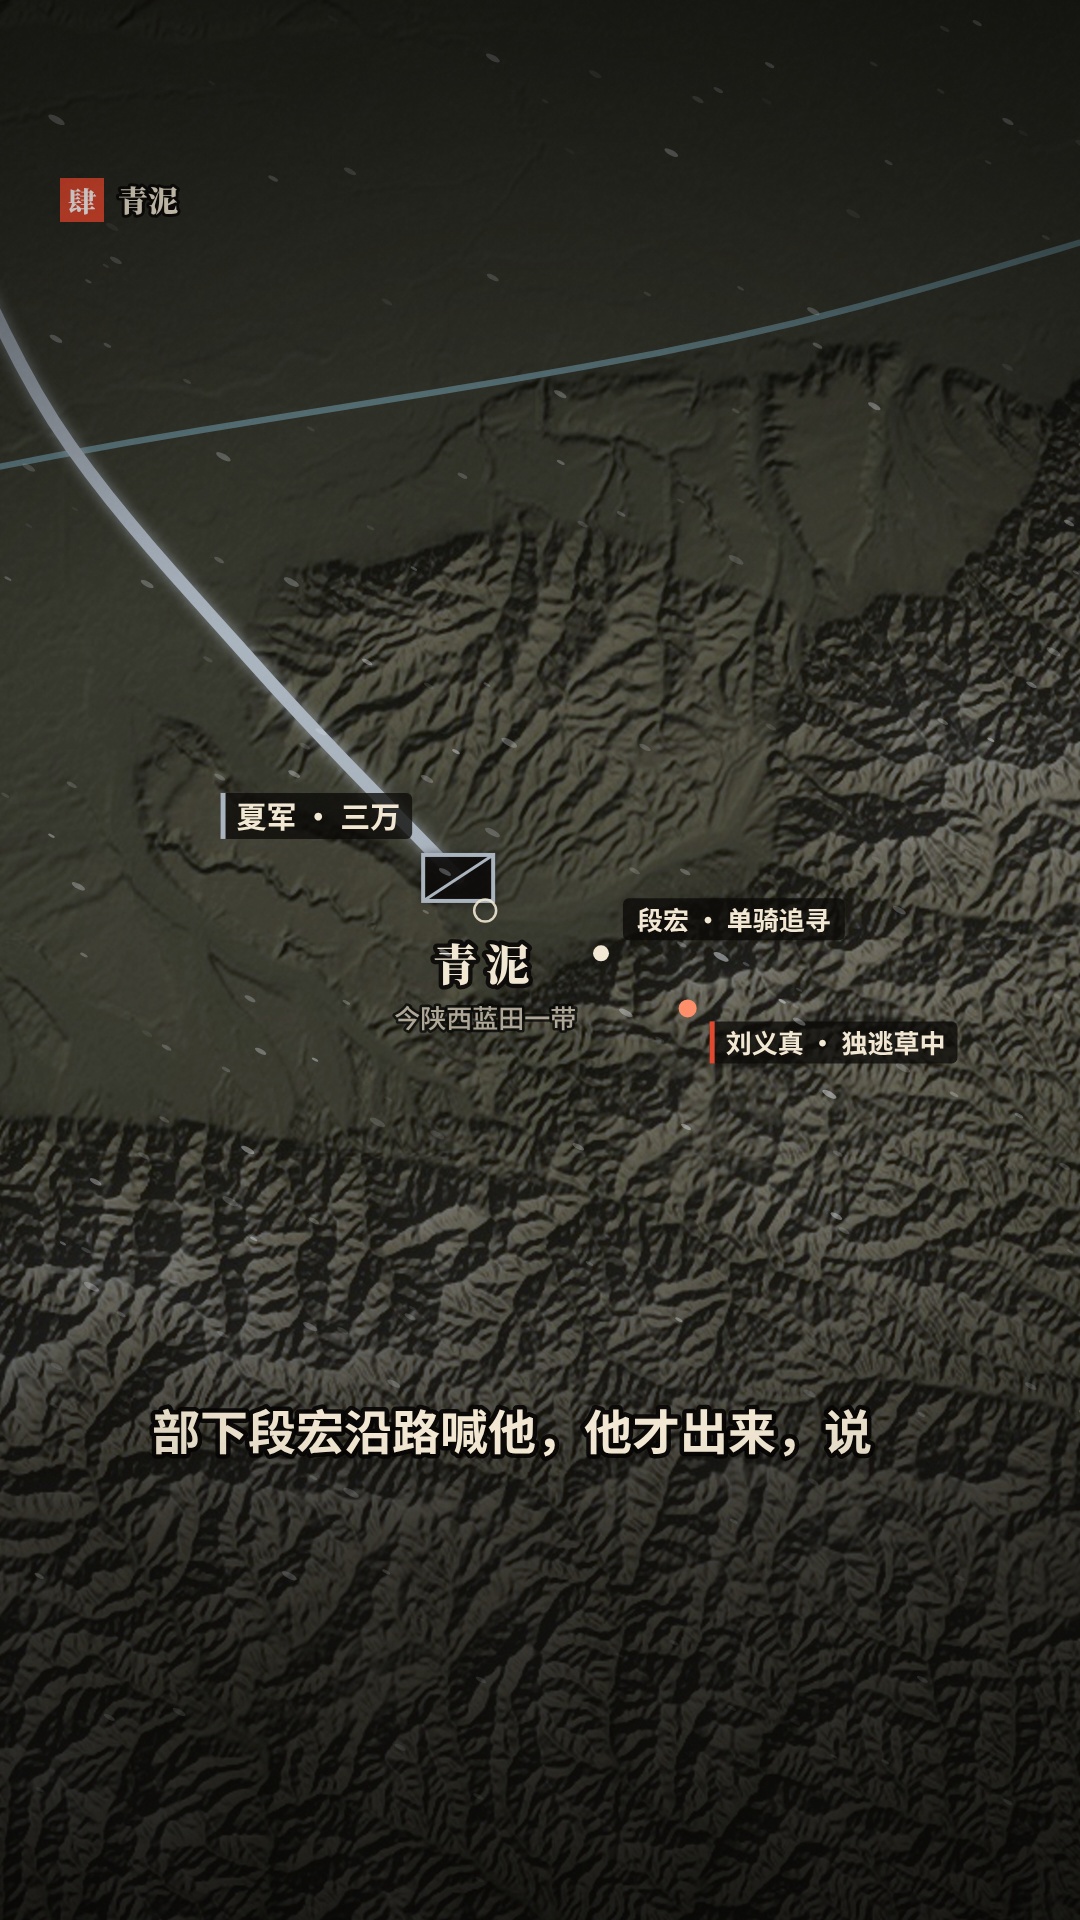 肆 青泥
夏军 · 三万
段宏 · 单骑追寻
青泥
今陕西蓝田一带
刘义真 · 独逃草中
部下段宏沿路喊他，他才出来，说